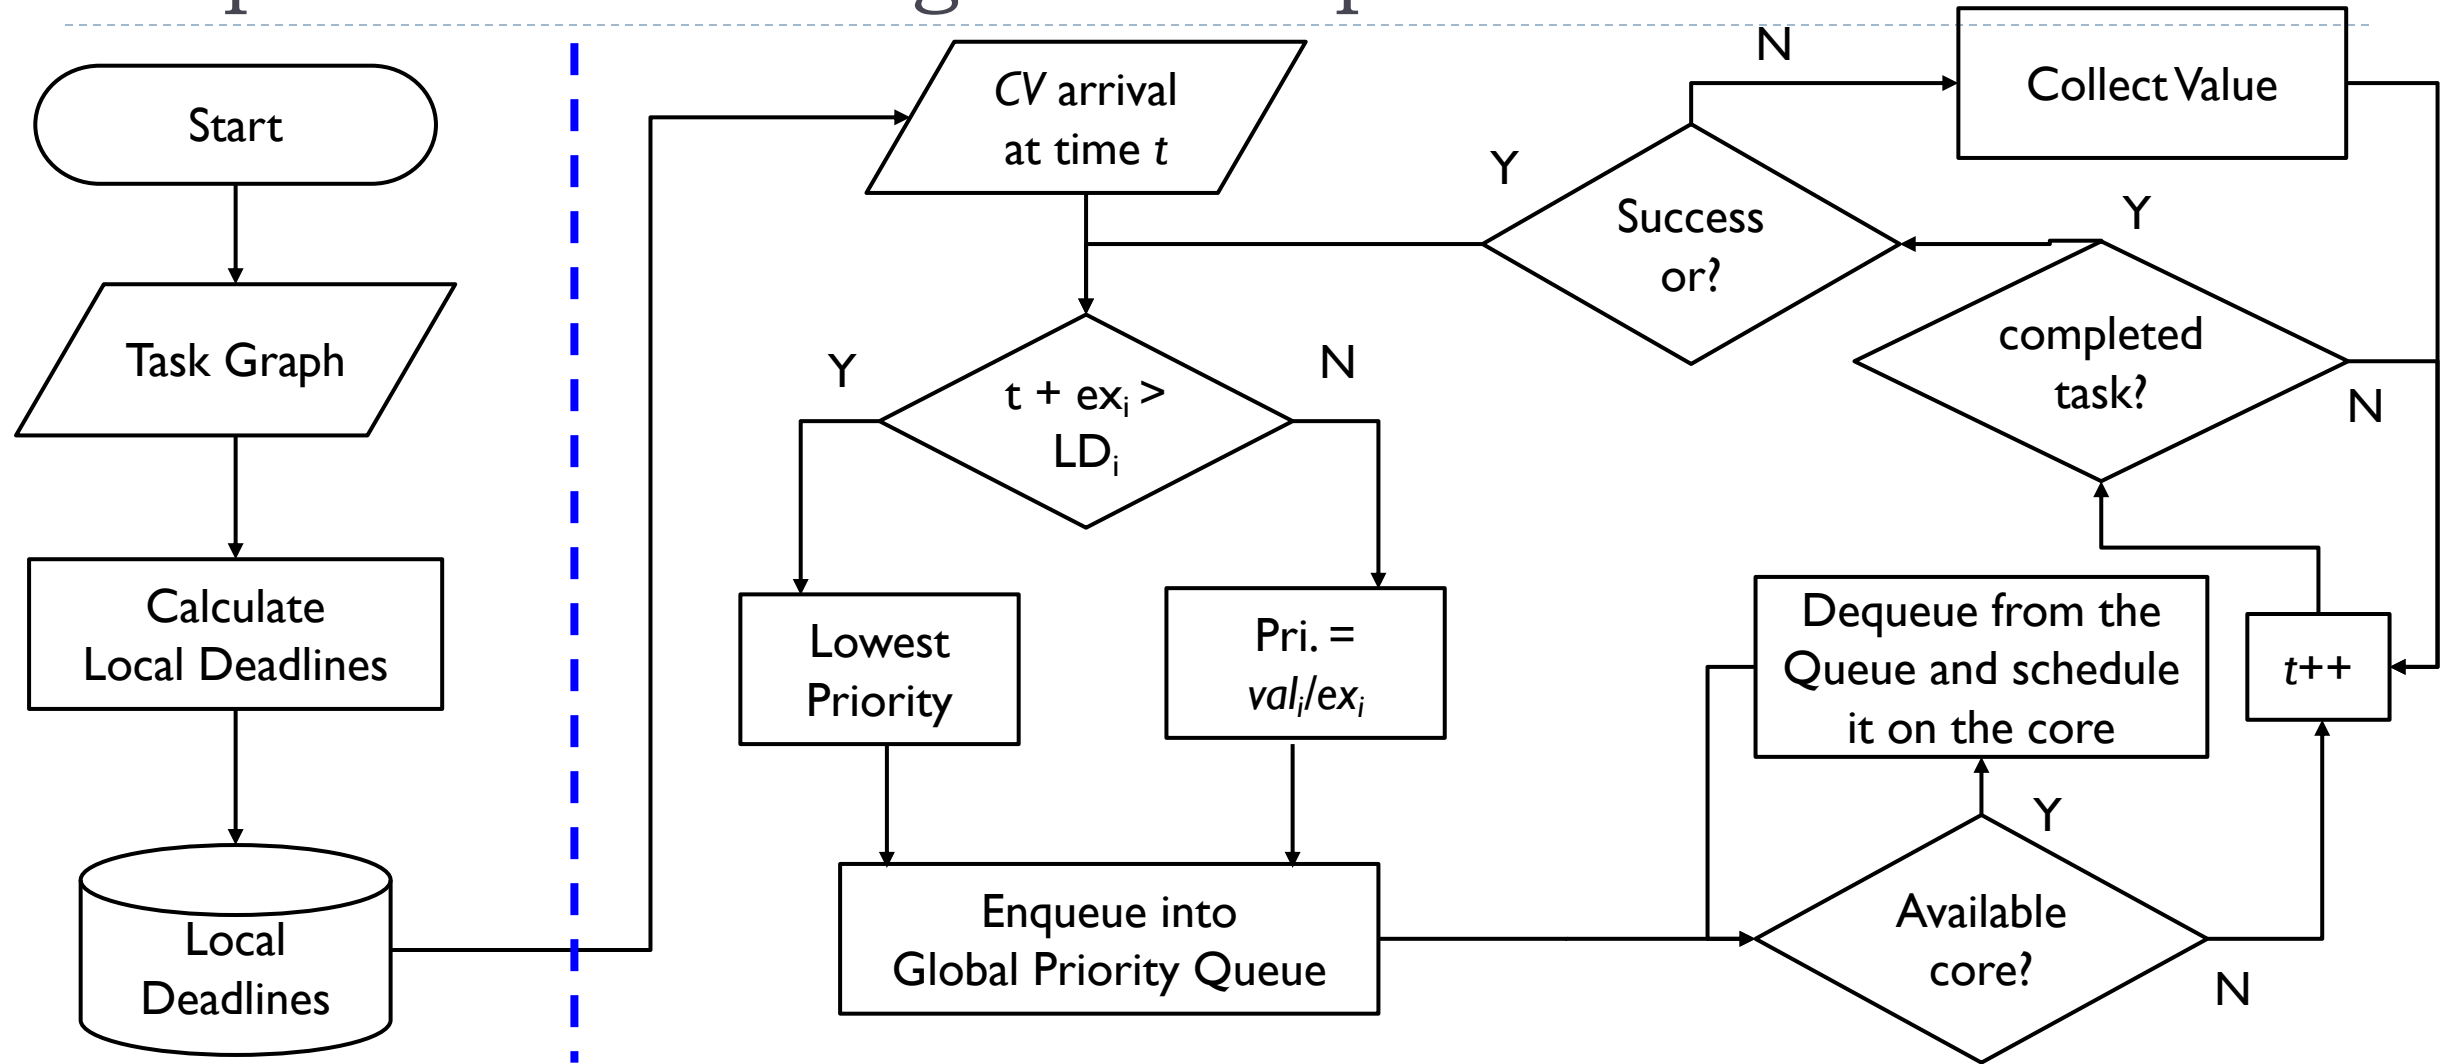 Start
Task Graph
Calculate
Local Deadlines
Local
Deadlines
CV arrival
at time t
t + exi >
LDi
Y
N
Lowest
Priority
Pri. =
vali/exi
Enqueue into
Global Priority Queue
Available
core?
Y
N
Dequeue from the
Queue and schedule
it on the core
t++
completed
task?
Y
N
Success
or?
Y
N
Collect Value